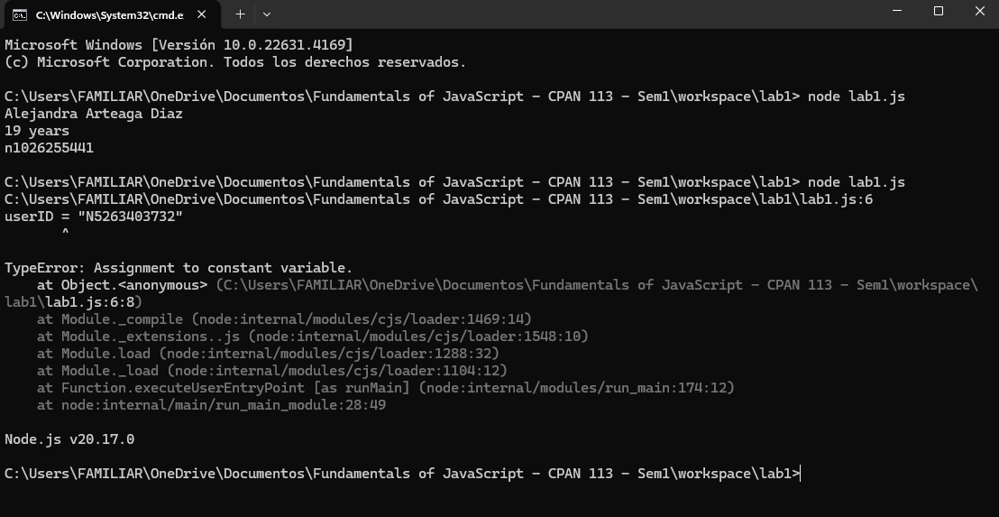 C:\Windows\System32\cmd.e:
Microsoft Windows [Versión 10.0.22631.4169]
(c) Microsoft Corporation. Todos los derechos reservados.
C:\Users\FAMILIAR\OneDrive\Documentos\Fundamentals of JavaScript - CPAN 113 - Sem1\workspace\lab1> node lab1.js
Alejandra Arteaga Diaz
19 years
n1026255441
C:\Users\FAMILIAR\OneDrive\Documentos\Fundamentals of JavaScript - CPAN 113 - Sem1\workspace\lab1> node lab1.js
C:\Users\FAMILIAR\OneDrive\Documentos\Fundamentals of JavaScript - CPAN 113 - Sem1\workspace\lab1\lab1.js:6
userID = "N5263403732"
^
TypeError: Assignment to constant variable.
at Object.<anonymous> (C:\Users\FAMILIAR\OneDrive\Documentos\Fundamentals of JavaScript - CPAN 113 - Sem1\workspace\
lab1\lab1.js:6:8)
at Module._compile (node:internal/modules/cjs/loader:1469:14)
at Module._extensions..js (node:internal/modules/cjs/loader:1548:10)
at Module.load (node:internal/modules/cjs/loader:1288:32)
at Module._load (node:internal/modules/cjs/loader:1104:12)
at Function.executeUserEntryPoint [as runMain] (node:internal/modules/run_main:174:12)
at node:internal/main/run_main_module:28:49
Node.js v20.17.0
C:\Users\FAMILIAR\OneDrive\Documentos\Fundamentals of JavaScript - CPAN 113 - Sem1\workspace\lab1>